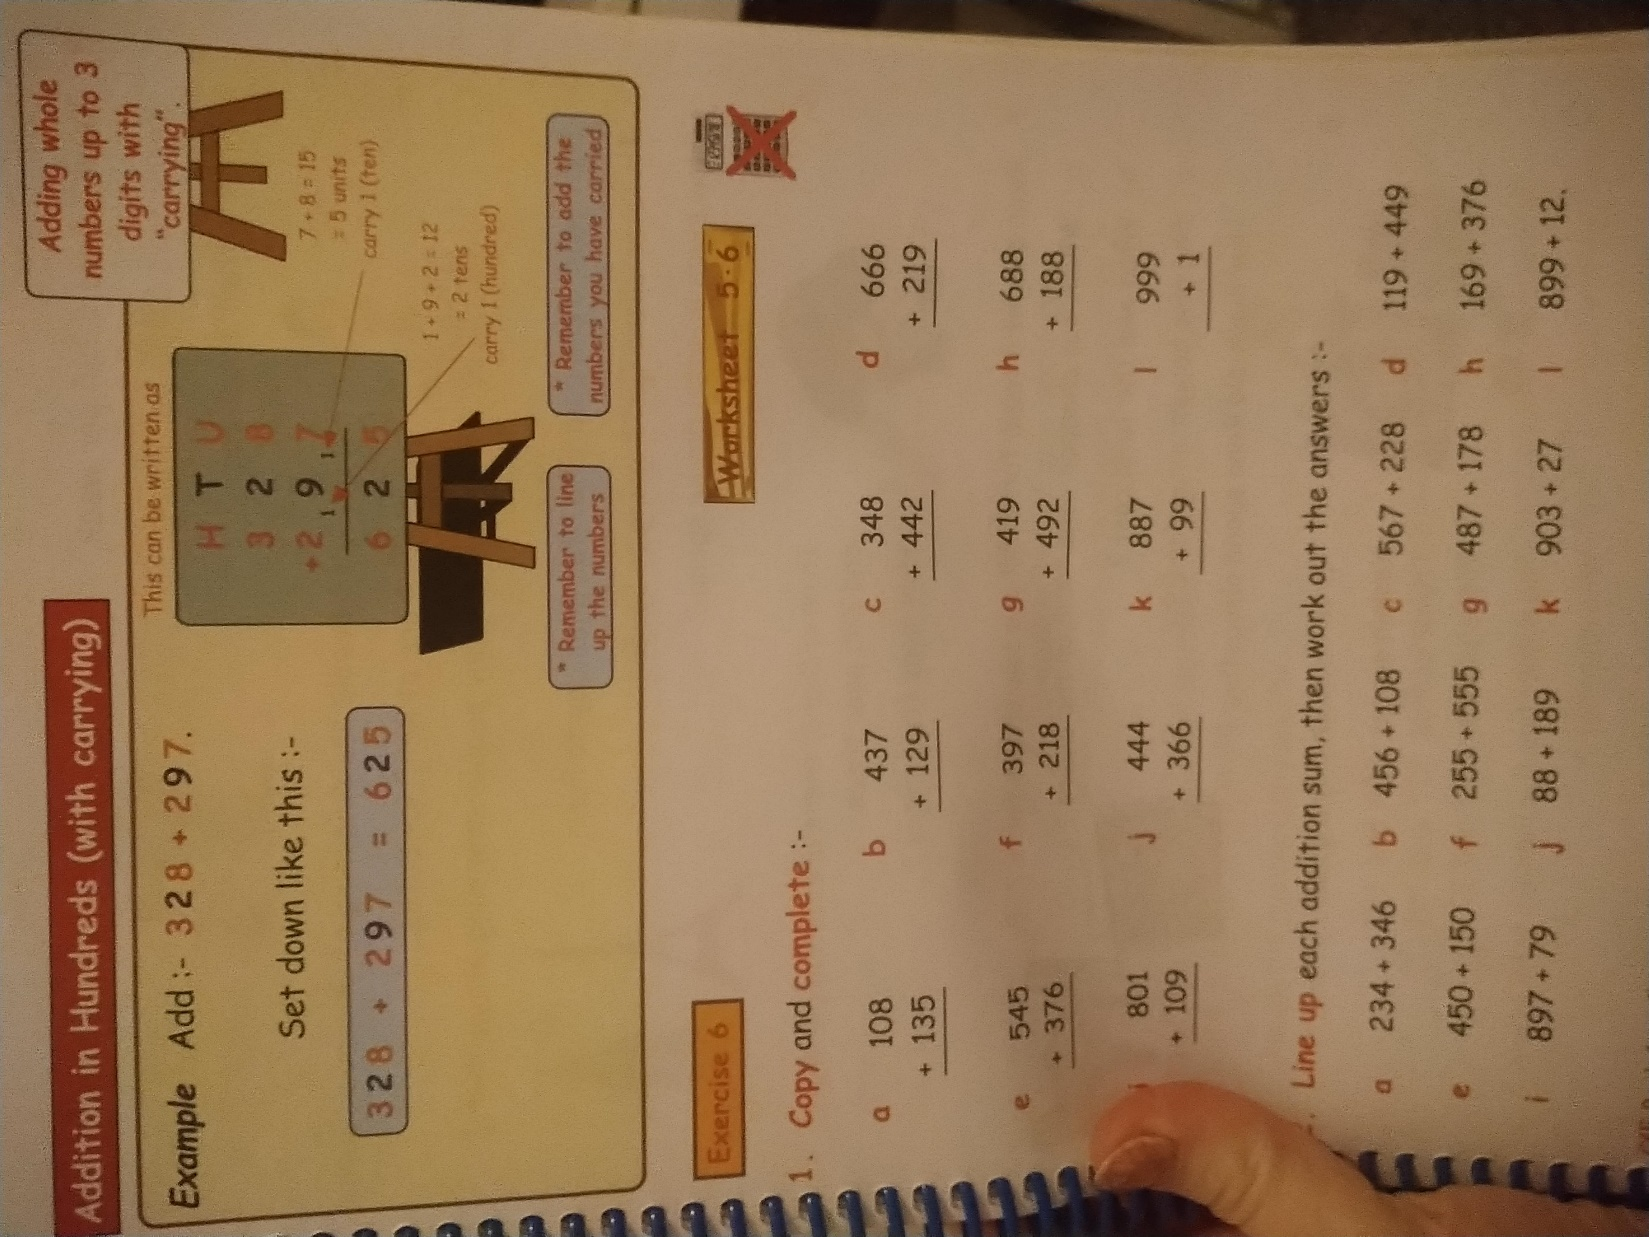 Addition in Hundreds (with carrying)
Adding whole
numbers up to 3
digits with
"carrying".
Example Add :- 328 + 297.
Set down like this :-
328 + 297 = 625
This can be written as
H T U
3 2 8
+ 2 9 7
1 1
6 2 5
7 + 8 = 15
= 5 units
carry 1 (ten)
1 + 9 + 2 = 12
= 2 tens
carry 1 (hundred)
* Remember to line
up the numbers
* Remember to add the
numbers you have carried
Exercise 6
Worksheet 5·6
1. Copy and complete :-
a 108 b 437 c 348 d 666
+ 135 + 129 + 442 + 219
e 545 f 397 g 419 h 688
+ 376 + 218 + 492 + 188
801 j 444 k 887 l 999
+ 109 + 366 + 99 + 1
Line up each addition sum, then work out the answers :-
a 234 + 346 b 456 + 108 c 567 + 228 d 119 + 449
e 450 + 150 f 255 + 555 g 487 + 178 h 169 + 376
i 897 + 79 j 88 + 189 k 903 + 27 l 899 + 12.